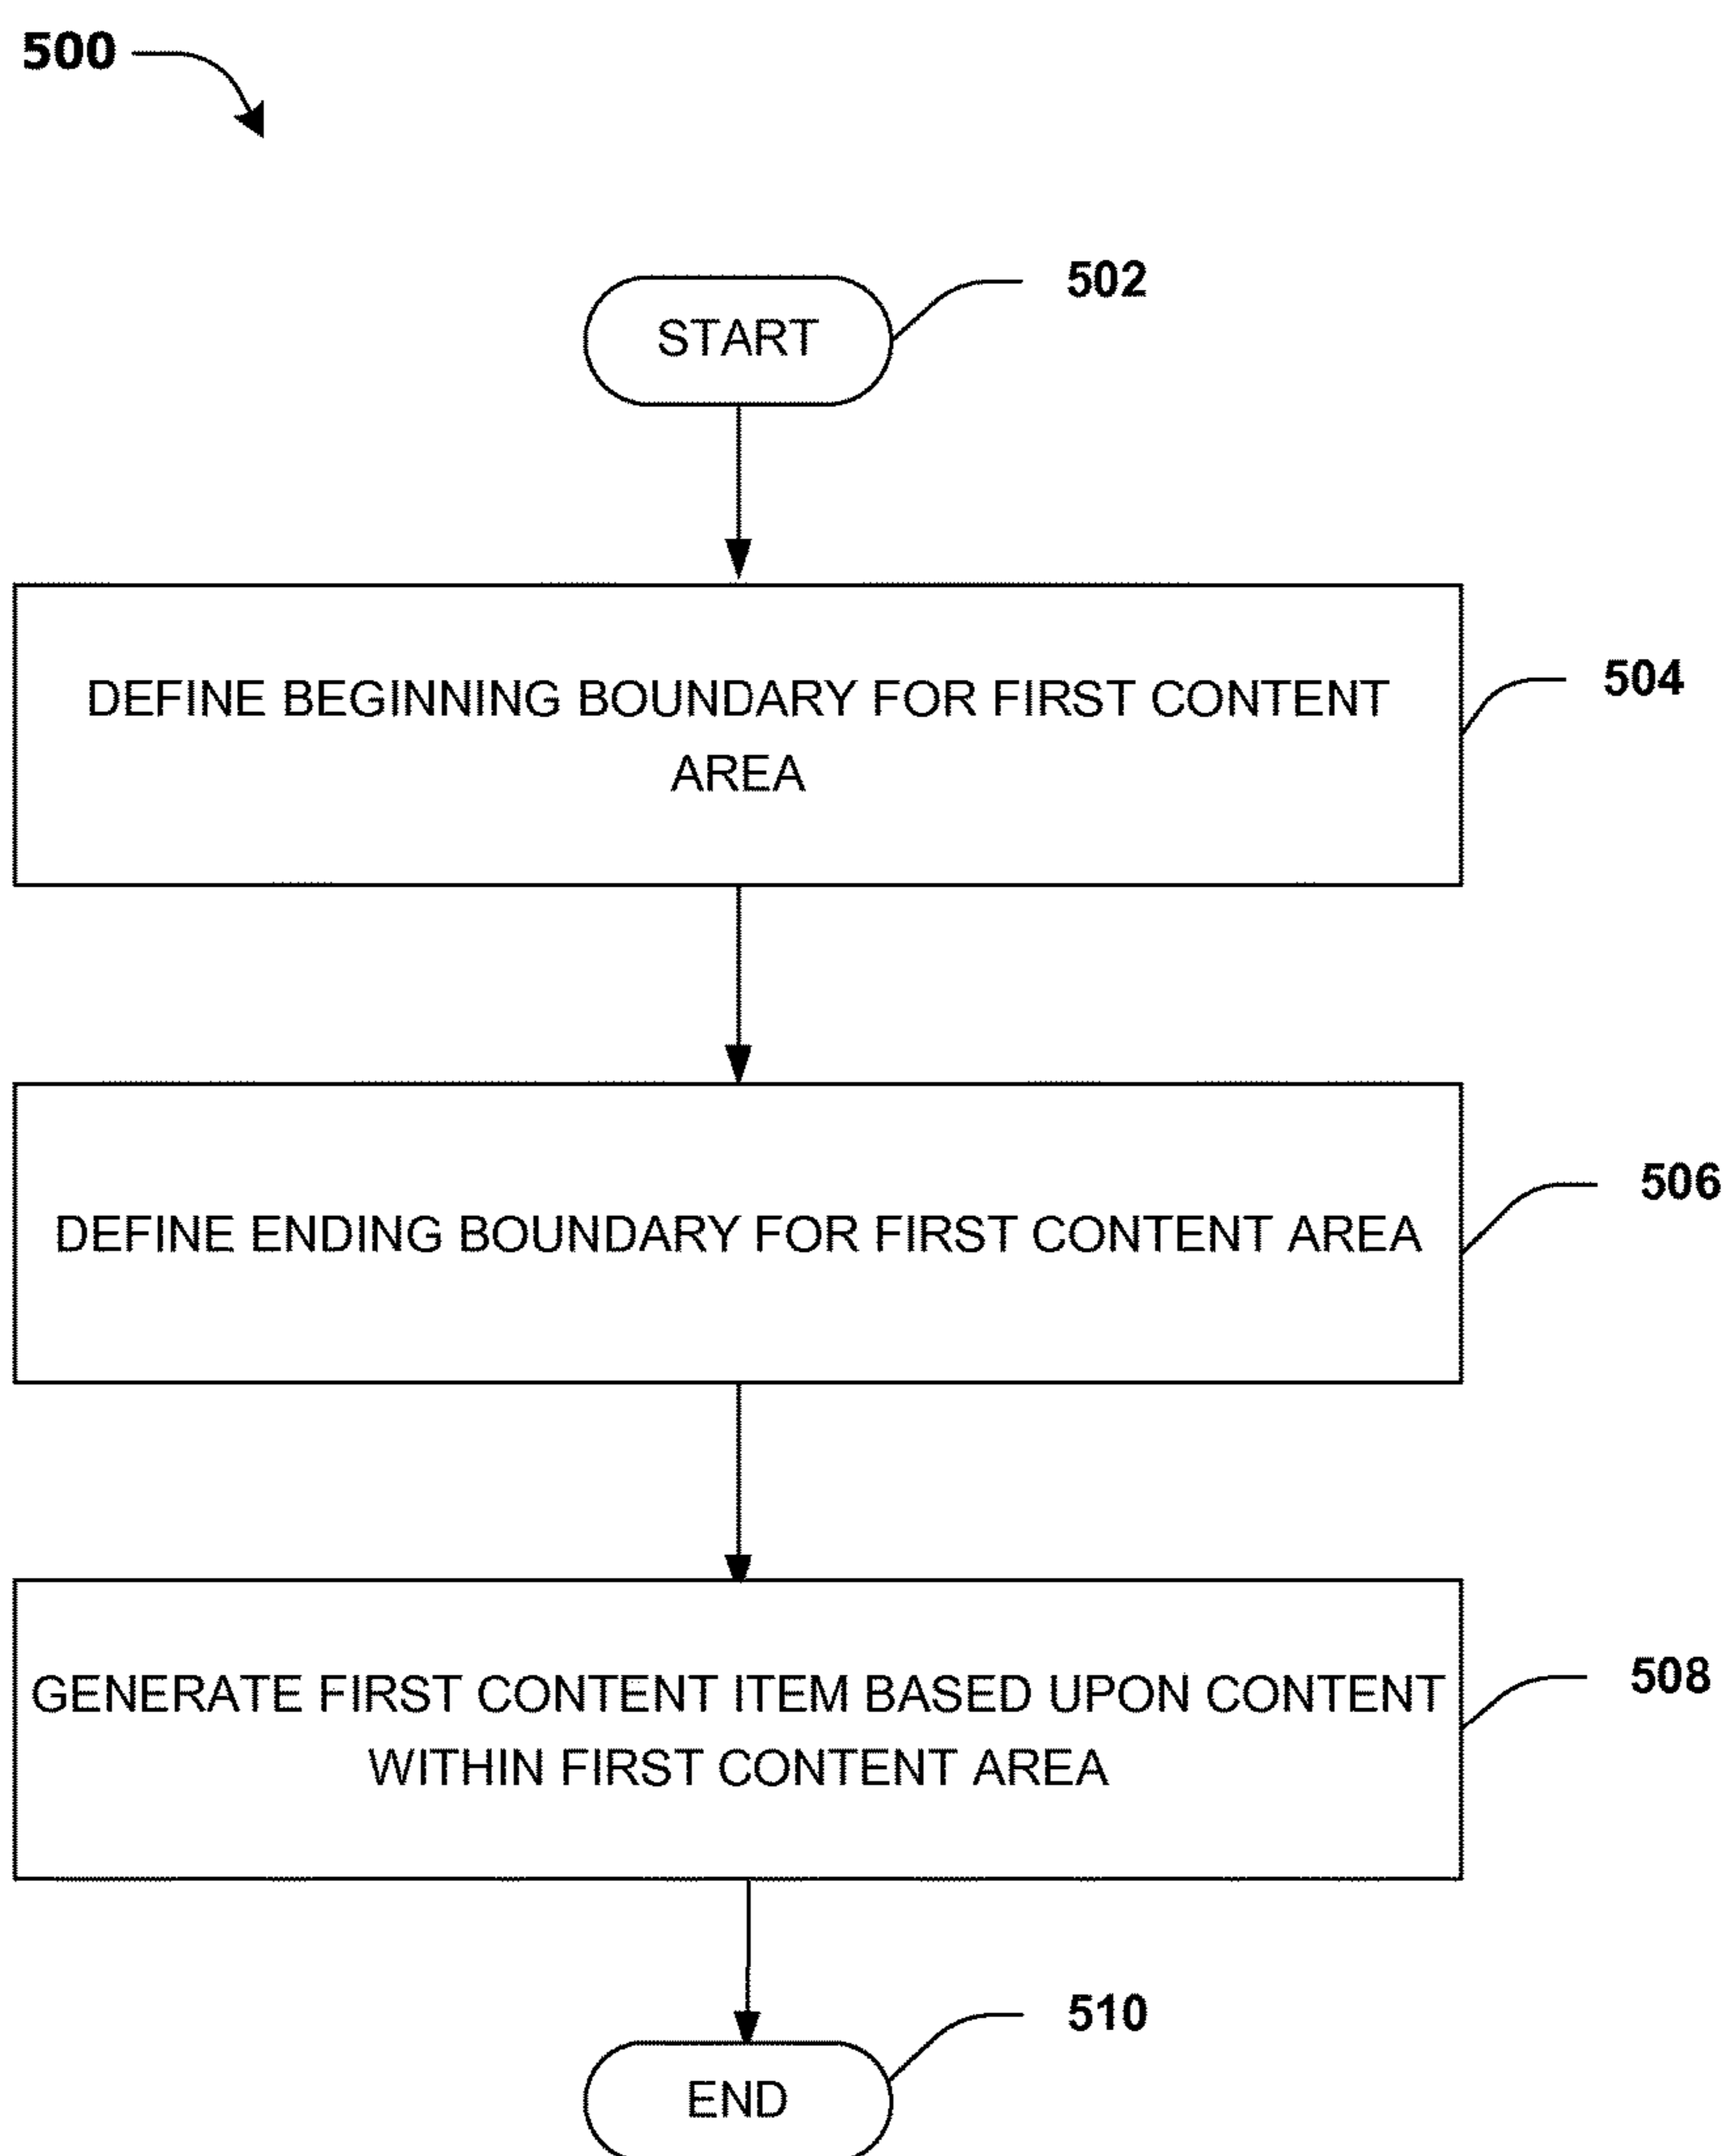 500
502
START
504
DEFINE BEGINNING BOUNDARY FOR FIRST CONTENT
AREA
506
DEFINE ENDING BOUNDARY FOR FIRST CONTENT AREA
508
GENERATE FIRST CONTENT ITEM BASED UPON CONTENT
WITHIN FIRST CONTENT AREA
510
END